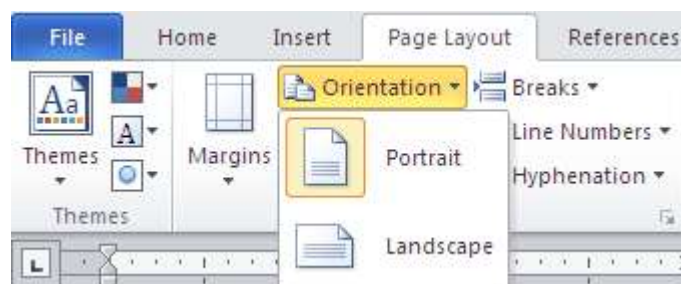 File Home Insert Page Layout References
Aa Orientation Breaks
A Portrait Line Numbers
Themes Margins Hyphenation
Themes
Landscape
L